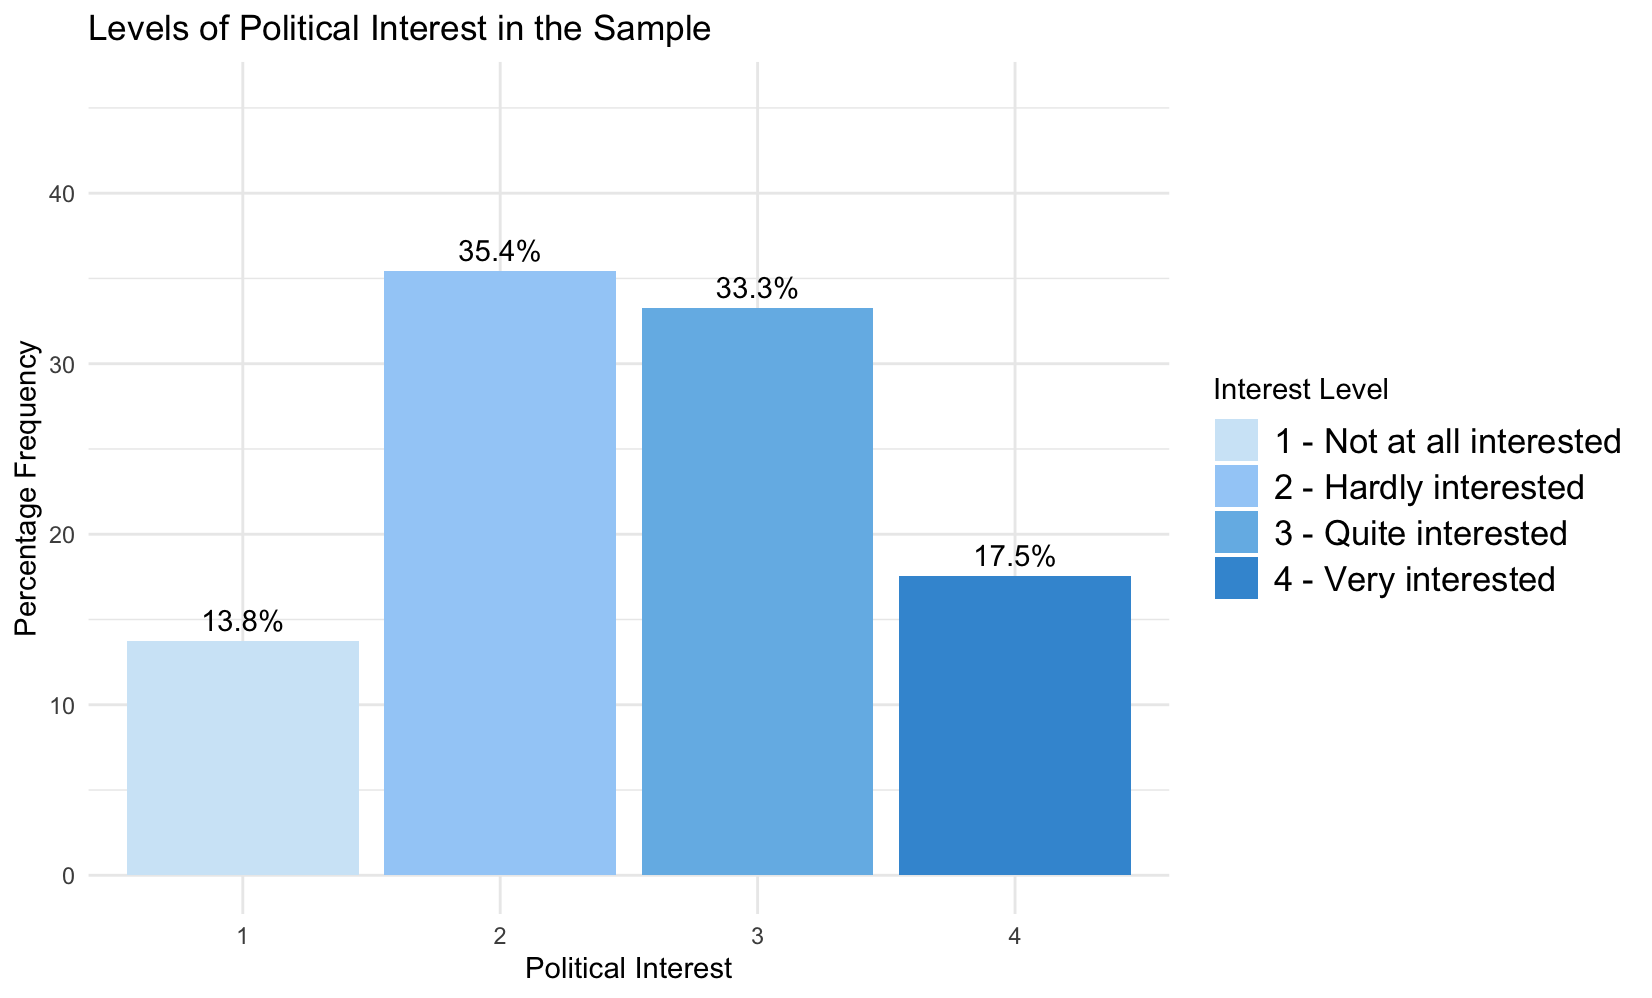 Levels of Political Interest in the Sample
Percentage Frequency
40
30
20
10
0
13.8%
35.4%
33.3%
17.5%
1 2 3 4
Political Interest
Interest Level
1 - Not at all interested
2 - Hardly interested
3 - Quite interested
4 - Very interested